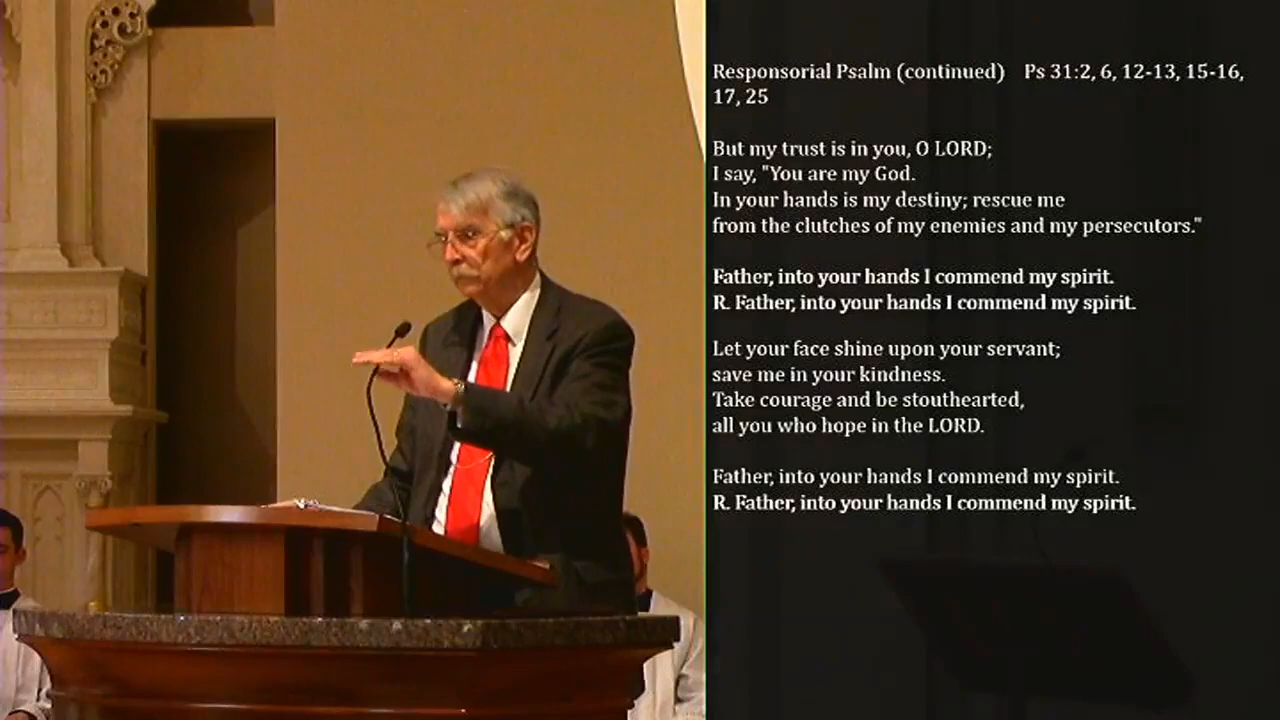 Responsorial Psalm (continued) Ps 31:2, 6, 12-13, 15-16,
17, 25
But my trust is in you, O LORD;
I say, "You are my God.
In your hands is my destiny; rescue me
from the clutches of my enemies and my persecutors."
Father, into your hands I commend my spirit.
R. Father, into your hands I commend my spirit.
Let your face shine upon your servant;
save me in your kindness.
Take courage and be stouthearted,
all you who hope in the LORD.
Father, into your hands I commend my spirit.
R. Father, into your hands I commend my spirit.